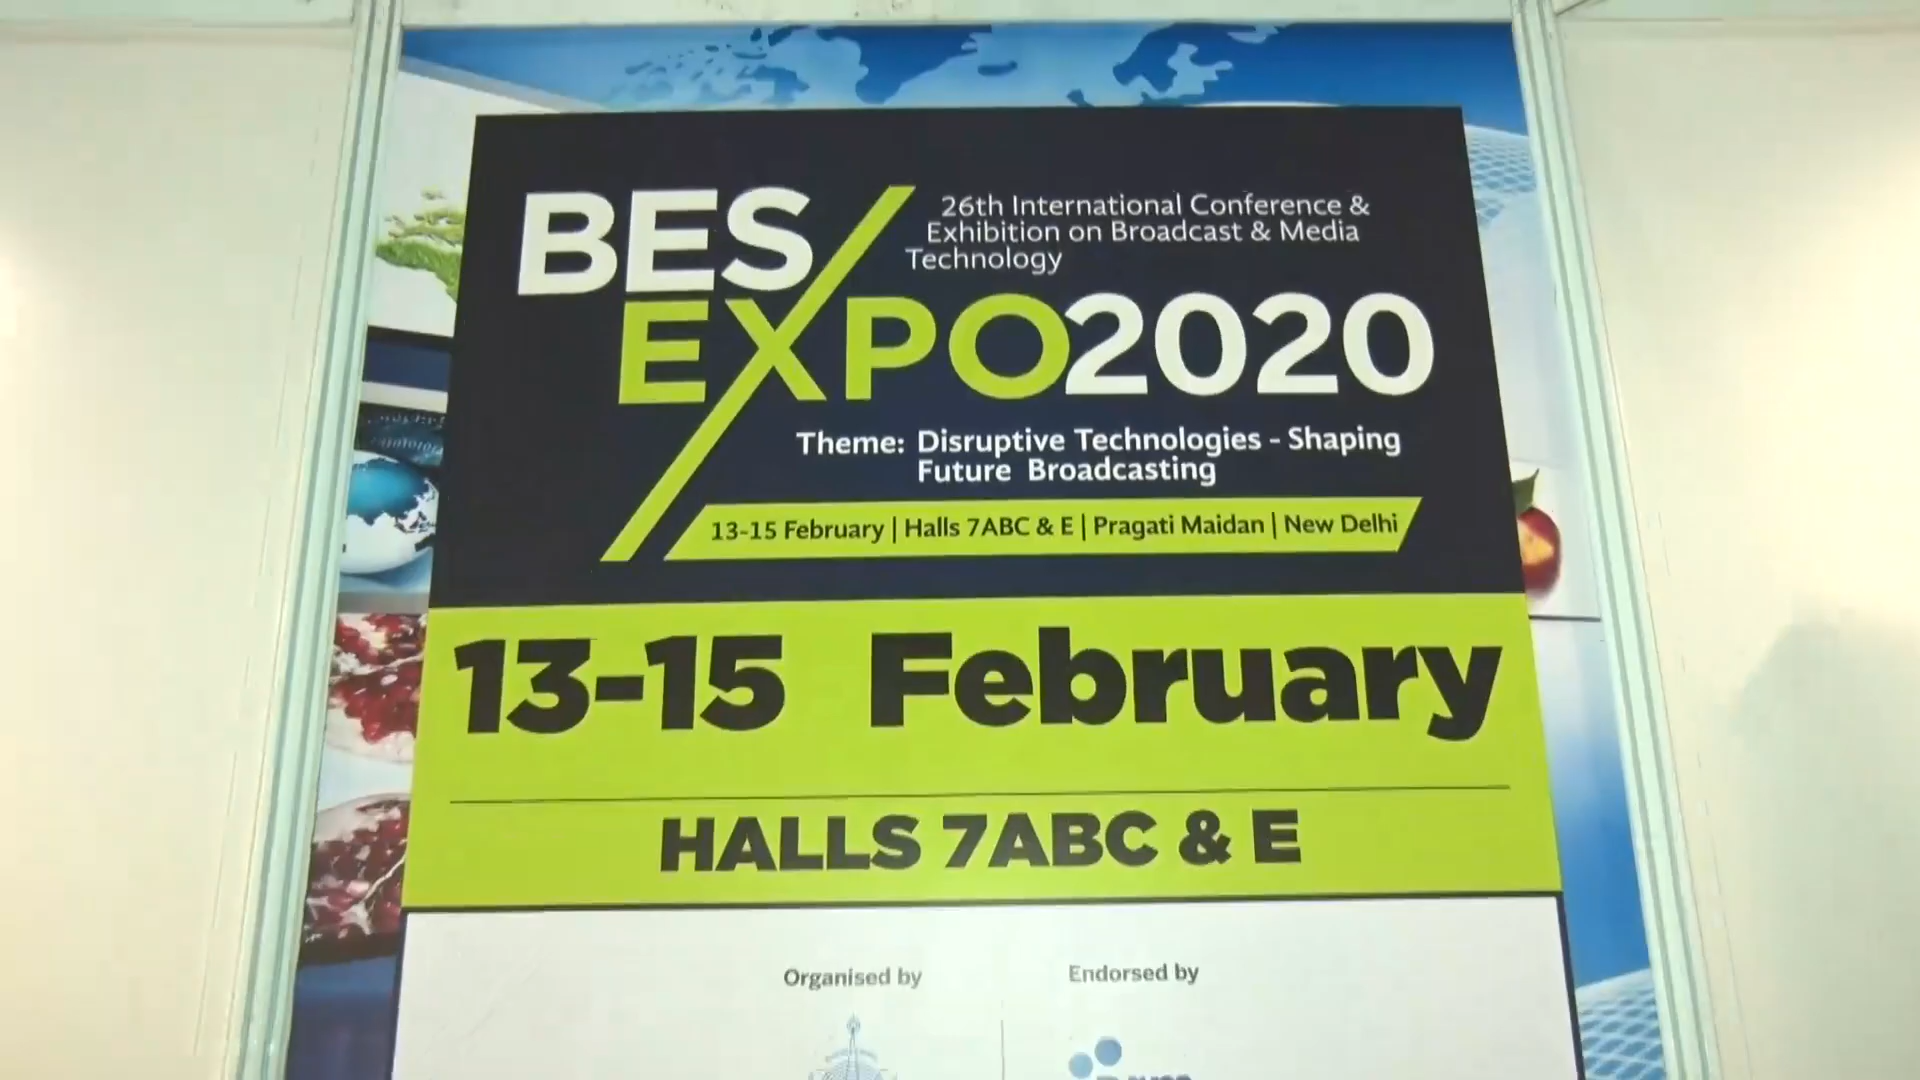 BES
26th International Conference &
Exhibition on Broadcast & Media
Technology
EXPO2020
Theme: Disruptive Technologies - Shaping
Future Broadcasting
13-15 February | Halls 7ABC & E | Pragati Maidan | New Delhi
13-15 February
HALLS 7ABC & E
Organised by
Endorsed by